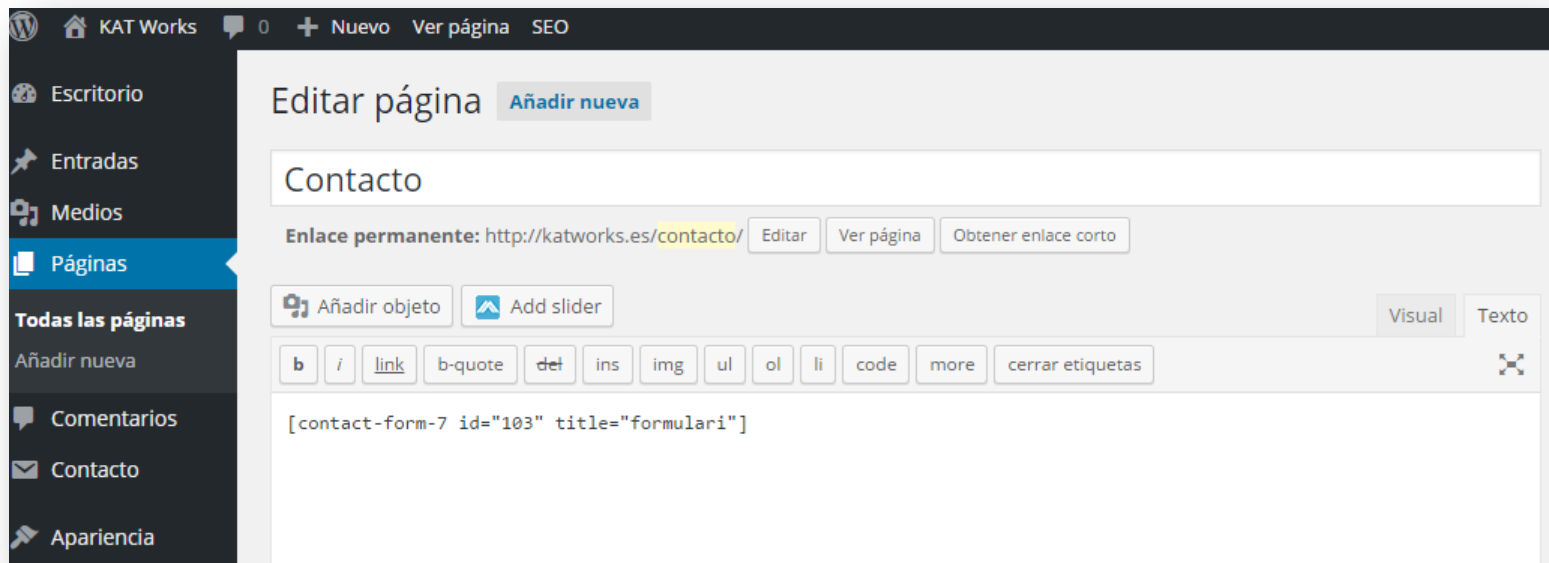 KAT Works 0 Nuevo Ver página SEO
Escritorio
Entradas
Medios
Páginas
Todas las páginas
Añadir nueva
Comentarios
Contacto
Apariencia
Editar página Añadir nueva
Contacto
Enlace permanente: http://katworks.es/contacto/ Editar Ver página Obtener enlace corto
Añadir objeto Add slider
Visual Texto
b i link b-quote del ins img ul ol li code more cerrar etiquetas
[contact-form-7 id="103" title="formulari"]